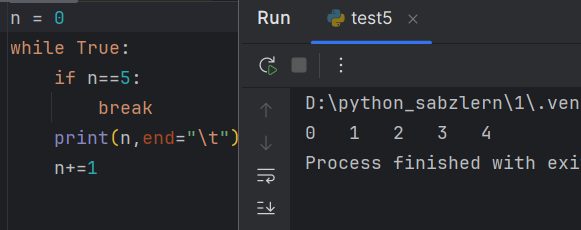 n = 0
while True:
if n==5:
break
print(n,end="\t")
n+=1
Run
test5
D:\python_sabzlern\1\.ven
0 1 2 3 4
Process finished with exi